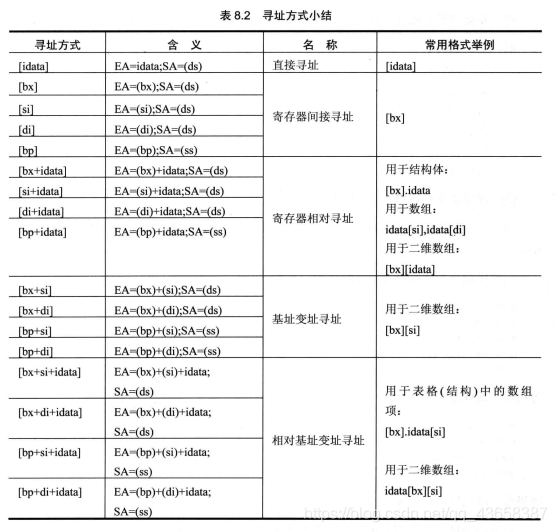 表 8.2 寻址方式小结
寻址方式 含 义 名 称 常用格式举例
[idata] EA=idata;SA=(ds) 直接寻址 [idata]
[bx] EA=(bx);SA=(ds)
[si] EA=(si);SA=(ds)
[di] EA=(di);SA=(ds)
[bp] EA=(bp);SA=(ss)
寄存器间接寻址 [bx]
[bx+idata] EA=(bx)+idata;SA=(ds)
[si+idata] EA=(si)+idata;SA=(ds)
[di+idata] EA=(di)+idata;SA=(ds)
[bp+idata] EA=(bp)+idata;SA=(ss)
寄存器相对寻址
用于结构体：
[bx].idata
用于数组：
idata[si],idata[di]
用于二维数组：
[bx][idata]
[bx+si] EA=(bx)+(si);SA=(ds)
[bx+di] EA=(bx)+(di);SA=(ds)
[bp+si] EA=(bp)+(si);SA=(ss)
[bp+di] EA=(bp)+(di);SA=(ss)
基址变址寻址
用于二维数组：
[bx][si]
[bx+si+idata] EA=(bx)+(si)+idata;
SA=(ds)
[bx+di+idata] EA=(bx)+(di)+idata;
SA=(ds)
[bp+si+idata] EA=(bp)+(si)+idata;
SA=(ss)
[bp+di+idata] EA=(bp)+(di)+idata;
SA=(ss)
相对基址变址寻址
用于表格(结构)中的数组
项：
[bx].idata[si]
用于二维数组：
idata[bx][si]
https://blog.csdn.net/qq_43658387